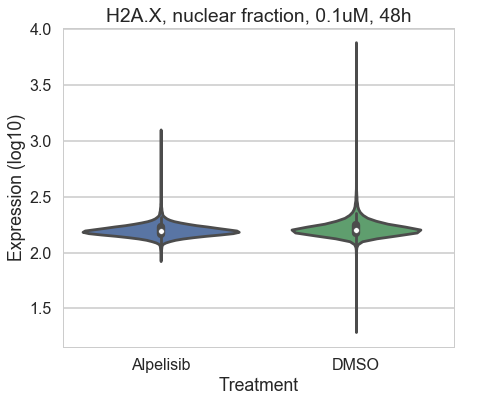 H2A.X, nuclear fraction, 0.1uM, 48h
4.0
3.5
3.0
2.5
2.0
1.5
Expression (log10)
Alpelisib
DMSO
Treatment